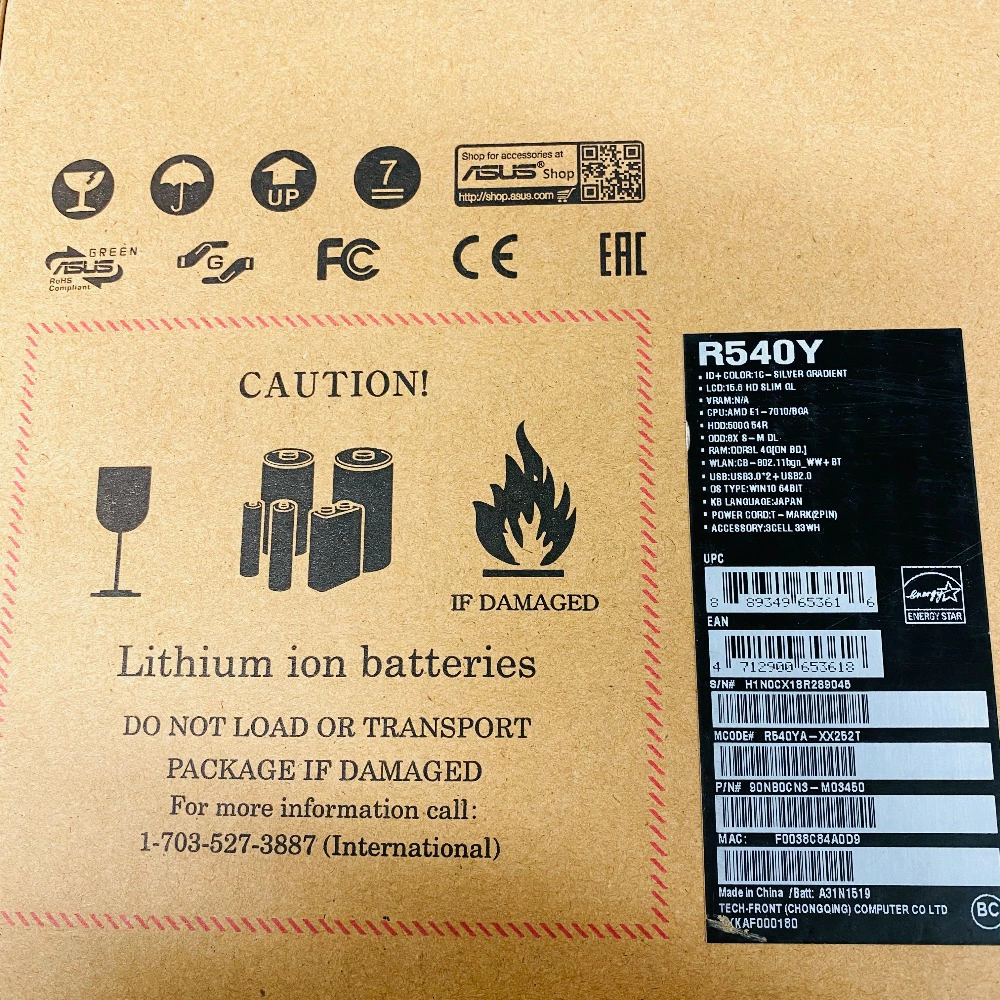 UP
7
Shop for accessories at
ASUS® Shop
http://shop.asus.com
GREEN
ASUS
RoHS
Compliant
G
FC
CE
EAC
CAUTION!
IF DAMAGED
Lithium ion batteries
DO NOT LOAD OR TRANSPORT
PACKAGE IF DAMAGED
For more information call:
1-703-527-3887 (International)
R540Y
▪ ID+ COLOR:1C-SILVER GRADIENT
▪ LCD:15.6 HD SLIM GL
▪ VRAM:N/A
▪ CPU:AMD E1-7010/BGA
▪ HDD:500G 54R
▪ ODD:8X S-M DL
▪ RAM:DDR3L 4G[ON BD.]
▪ WLAN:CB-802.11bgn_WW+BT
▪ USB:USB3.0*2+USB2.0
▪ OS TYPE:WIN10 64BIT
▪ KB LANGUAGE:JAPAN
▪ POWER CORD:T-MARK(2PIN)
▪ ACCESSORY:3CELL 33WH
UPC
8 89349 65361 6
energy
ENERGY STAR
EAN
4 712900 653618
S/N# H1N0CX18R289045
MCODE# R540YA-XX252T
P/N# 90NB0CN3-M03450
MAC: F0038C84A0D9
Made in China /Batt: A31N1519
TECH-FRONT (CHONGQING) COMPUTER CO LTD
KAF000180
BC